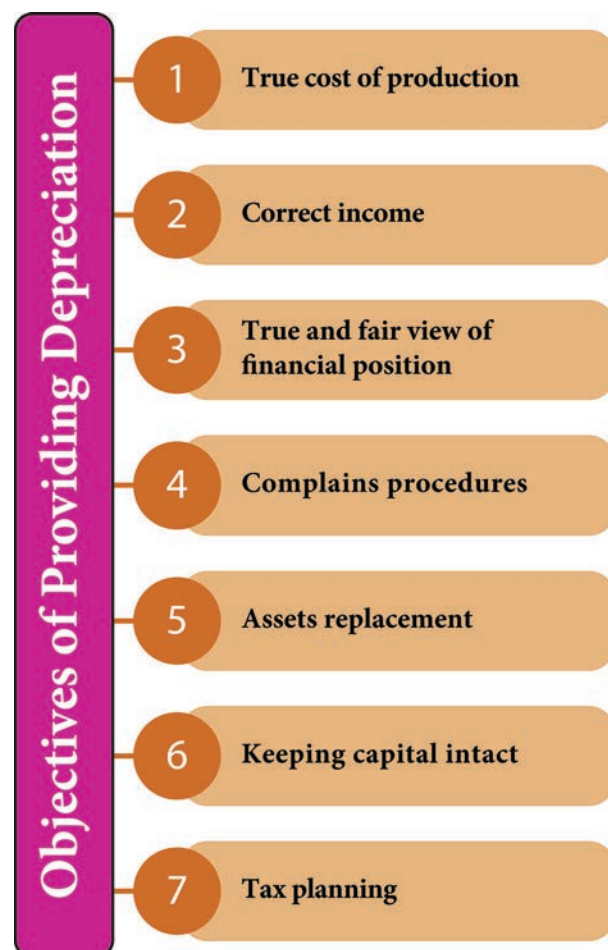 Objectives of Providing Depreciation
1
True cost of production
2
Correct income
3
True and fair view of
financial position
4
Complains procedures
5
Assets replacement
6
Keeping capital intact
7
Tax planning